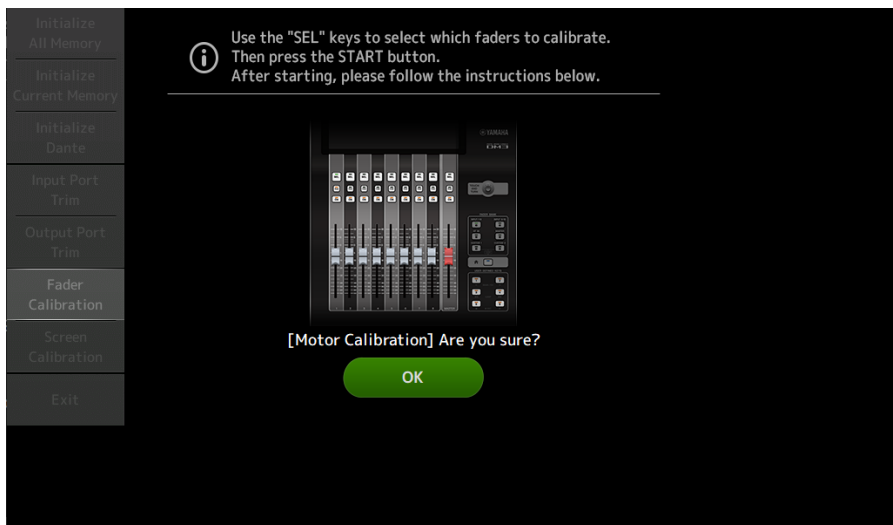 Initialize
All Memory
Initialize
Current Memory
Initialize
Dante
Input Port
Trim
Output Port
Trim
Fader
Calibration
Screen
Calibration
Exit
Use the "SEL" keys to select which faders to calibrate.
Then press the START button.
After starting, please follow the instructions below.
YAMAHA
[Motor Calibration] Are you sure?
OK